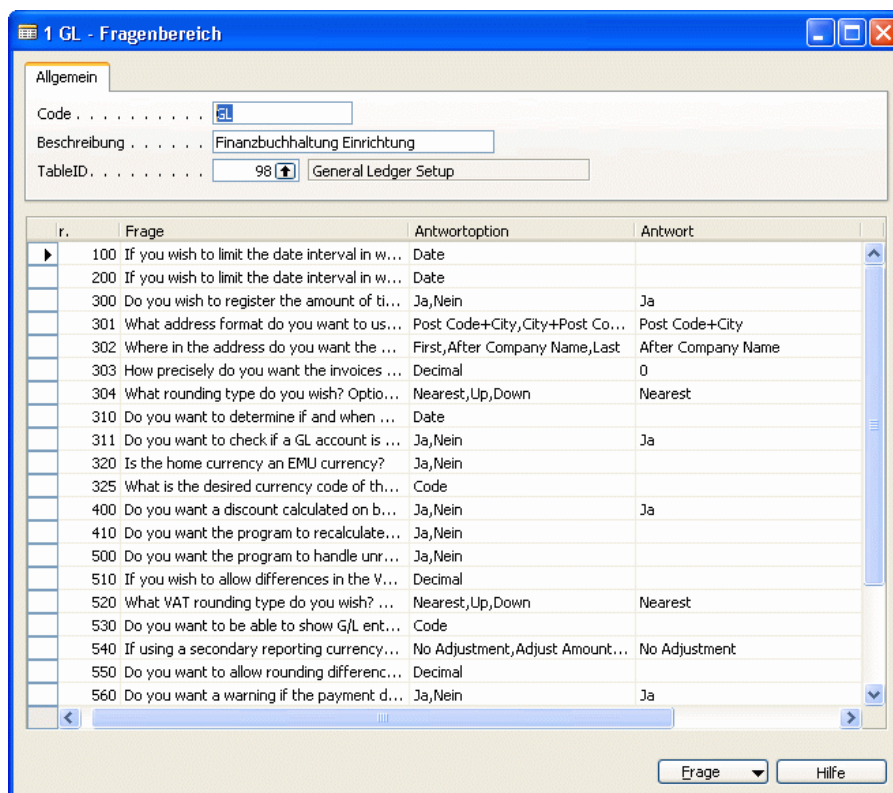 1 GL - Fragenbereich
Allgemein
Code . . . . . . . . . . GL
Beschreibung . . . . . . Finanzbuchhaltung Einrichtung
TableID. . . . . . . . . 98 General Ledger Setup
r. Frage Antwortoption Antwort
100 If you wish to limit the date interval in w... Date
200 If you wish to limit the date interval in w... Date
300 Do you wish to register the amount of ti... Ja,Nein Ja
301 What address format do you want to us... Post Code+City,City+Post Co... Post Code+City
302 Where in the address do you want the ... First,After Company Name,Last After Company Name
303 How precisely do you want the invoices ... Decimal 0
304 What rounding type do you wish? Optio... Nearest,Up,Down Nearest
310 Do you want to determine if and when ... Date
311 Do you want to check if a GL account is ... Ja,Nein Ja
320 Is the home currency an EMU currency? Ja,Nein
325 What is the desired currency code of th... Code
400 Do you want a discount calculated on b... Ja,Nein Ja
410 Do you want the program to recalculate... Ja,Nein
500 Do you want the program to handle unr... Ja,Nein
510 If you wish to allow differences in the V... Decimal
520 What VAT rounding type do you wish? ... Nearest,Up,Down Nearest
530 Do you want to be able to show G/L ent... Code
540 If using a secondary reporting currency... No Adjustment,Adjust Amount... No Adjustment
550 Do you want to allow rounding differenc... Decimal
560 Do you want a warning if the payment d... Ja,Nein Ja
Frage Hilfe